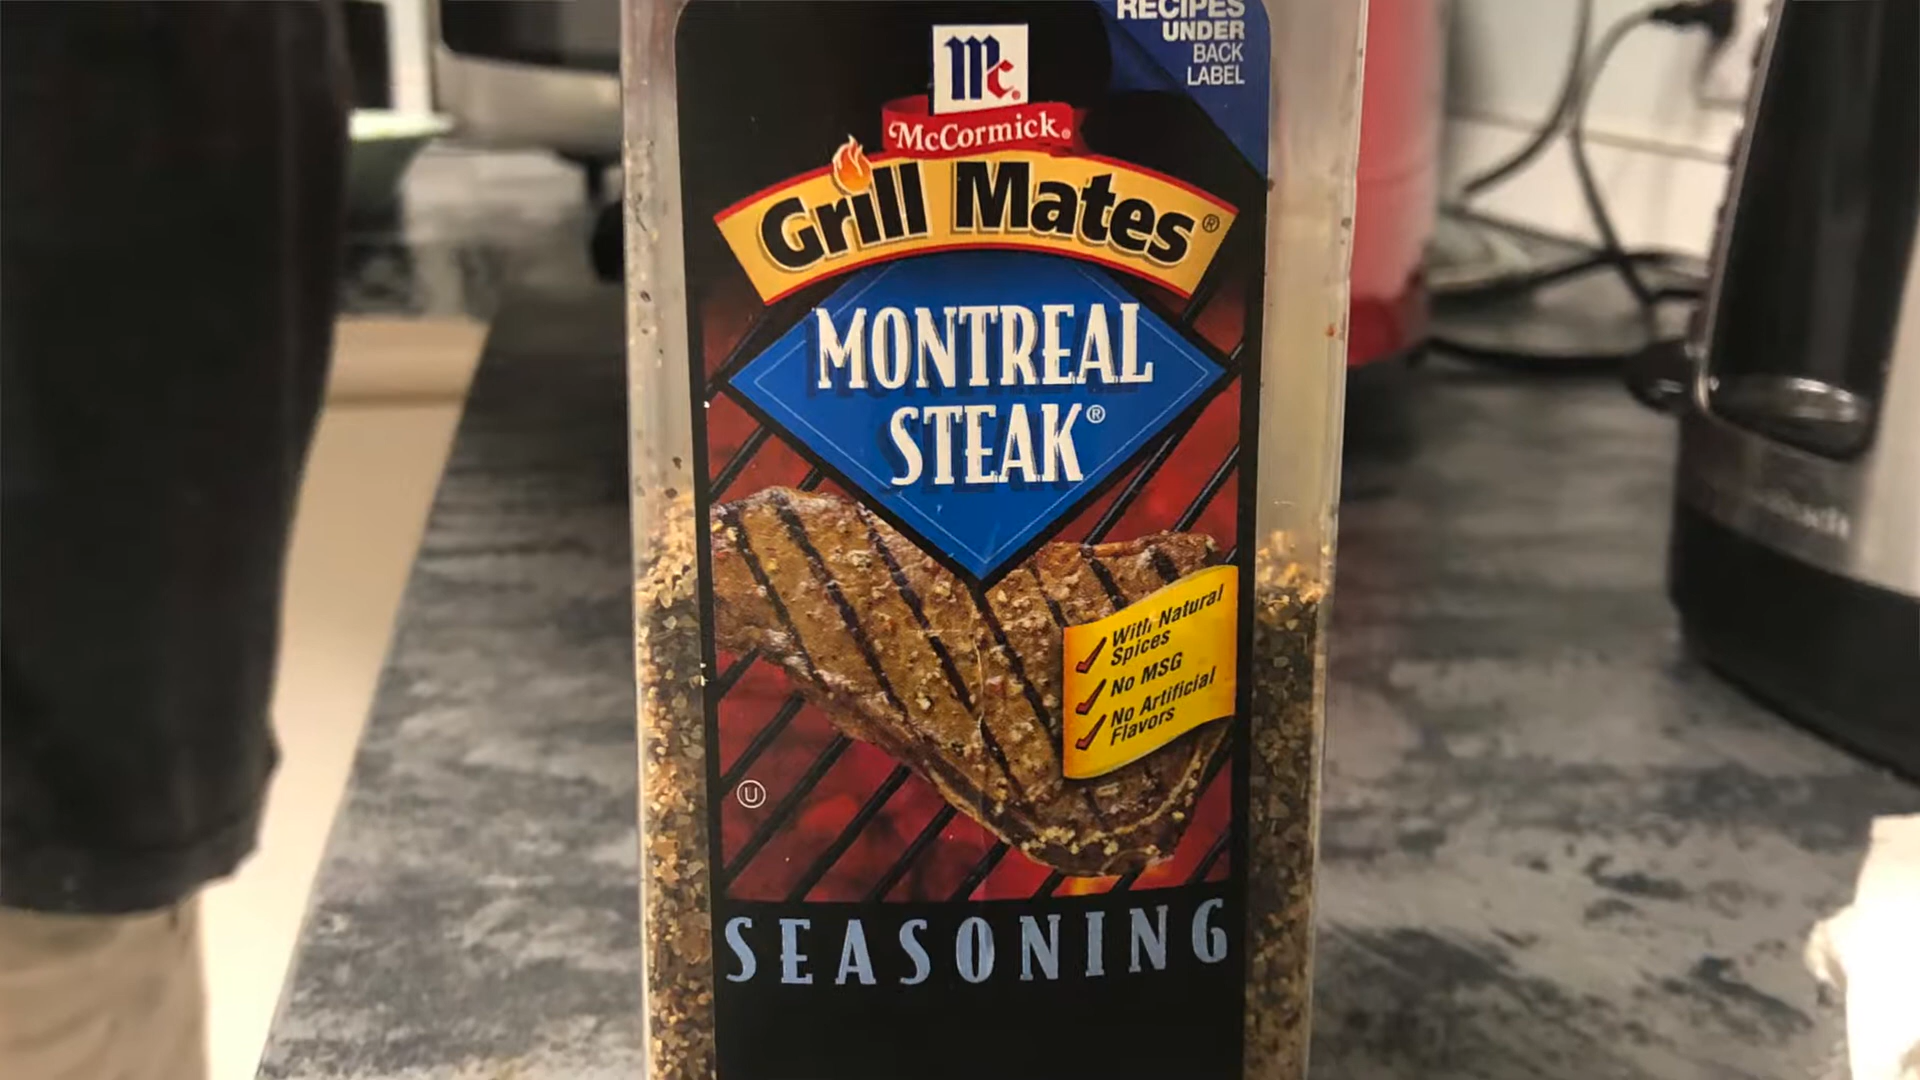 RECIPES
UNDER
BACK
LABEL
Mc®
McCormick®
Grill Mates®
MONTREAL
STEAK®
With Natural
Spices
No MSG
No Artificial
Flavors
U
SEASONING